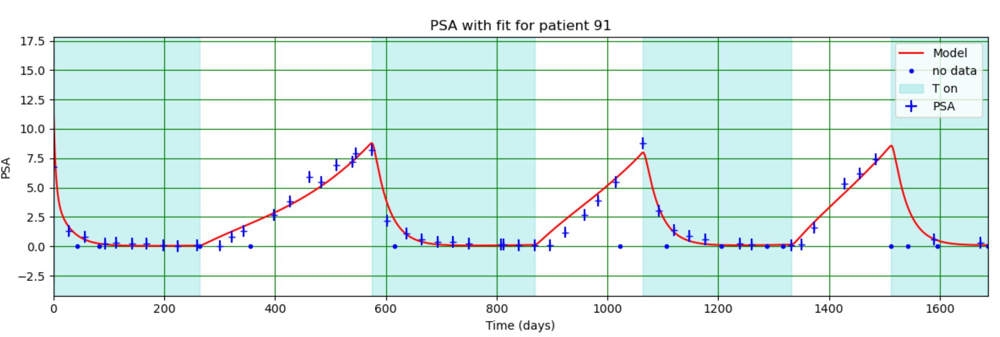 PSA with fit for patient 91
17.5
15.0
12.5
10.0
7.5
5.0
2.5
0.0
−2.5
PSA
Model
no data
T on
PSA
0 200 400 600 800 1000 1200 1400 1600
Time (days)